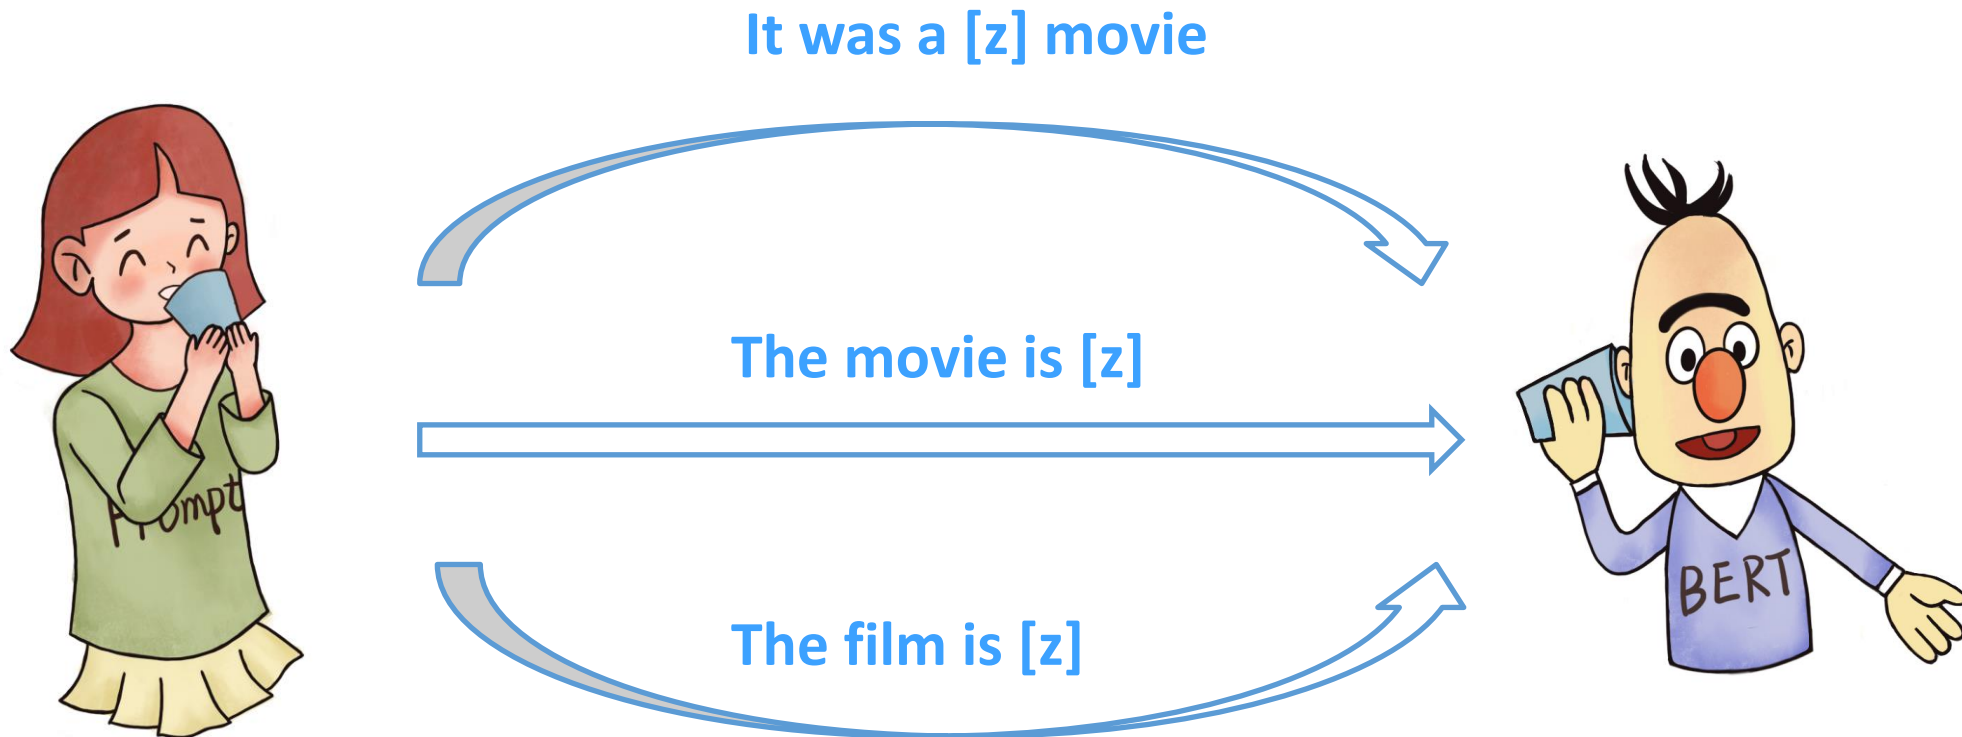 It was a [z] movie
The movie is [z]
The film is [z]
Prompt
BERT